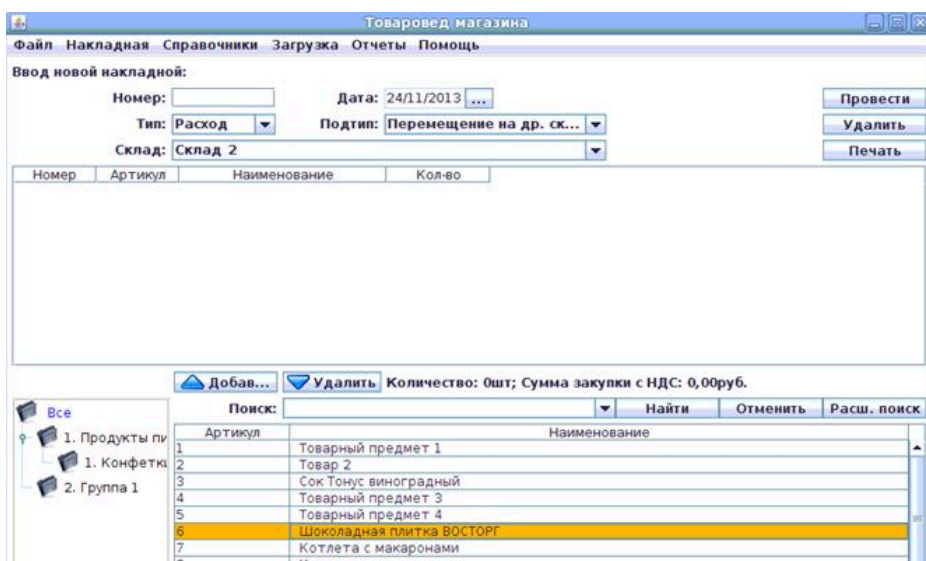 Товаровед магазина
Файл Накладная Справочники Загрузка Отчеты Помощь
Ввод новой накладной:
Номер: Дата: 24/11/2013 ... Провести
Тип: Расход Подтип: Перемещение на др. ск... Удалить
Склад: Склад 2 Печать
Номер Артикул Наименование Кол-во
Добав... Удалить Количество: 0шт; Сумма закупки с НДС: 0,00руб.
Все Поиск: Найти Отменить Расш. поиск
1. Продукты пи Артикул Наименование
1. Конфетки 1 Товарный предмет 1
2. Группа 1 2 Товар 2
3 Сок Тонус виноградный
4 Товарный предмет 3
5 Товарный предмет 4
6 Шоколадная плитка ВОСТОРГ
7 Котлета с макаронами